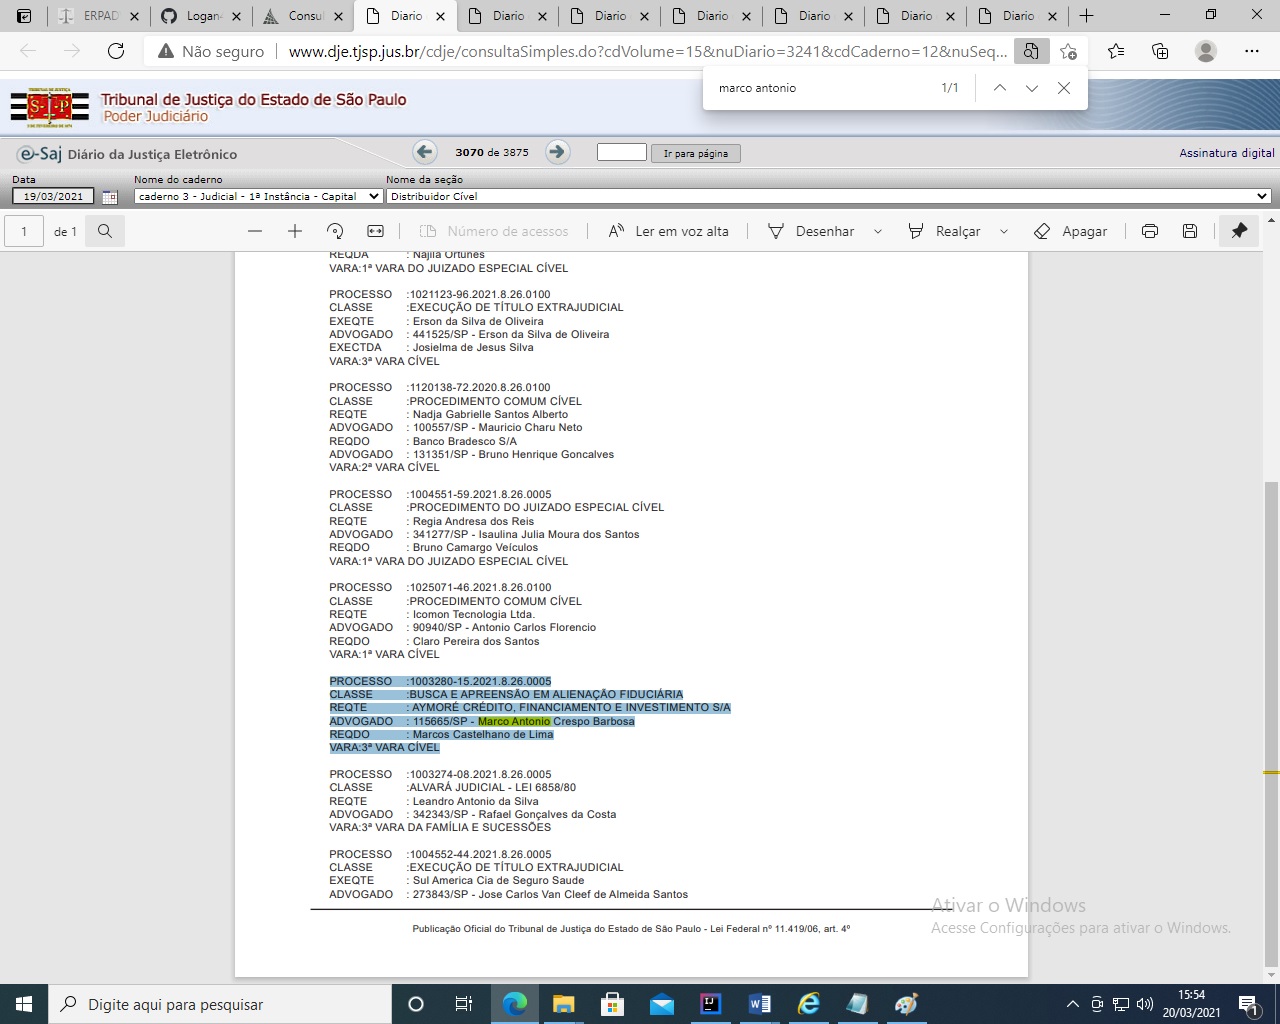 ERPAD
Logan-
Consul
Diario
Diario
Diario
Diario
Diario
Diario
Diario
Não seguro
www.dje.tjsp.jus.br/cdje/consultaSimples.do?cdVolume=15&nuDiario=3241&cdCaderno=12&nuSeq...
marco antonio
1/1
S T P
Tribunal de Justiça do Estado de São Paulo
Poder Judiciário
e-Saj Diário da Justiça Eletrônico
3070 de 3875
Ir para página
Assinatura digital
Data
Nome do caderno
Nome da seção
19/03/2021
caderno 3 - Judicial - 1ª Instância - Capital
Distribuidor Cível
1 de 1
Número de acessos
Ler em voz alta
Desenhar
Realçar
Apagar
REQDA : Najila Ortunes
VARA:1ª VARA DO JUIZADO ESPECIAL CÍVEL
PROCESSO :1021123-96.2021.8.26.0100
CLASSE :EXECUÇÃO DE TÍTULO EXTRAJUDICIAL
EXEQTE : Erson da Silva de Oliveira
ADVOGADO : 441525/SP - Erson da Silva de Oliveira
EXECTDA : Josielma de Jesus Silva
VARA:3ª VARA CÍVEL
PROCESSO :1120138-72.2020.8.26.0100
CLASSE :PROCEDIMENTO COMUM CÍVEL
REQTE : Nadja Gabrielle Santos Alberto
ADVOGADO : 100557/SP - Mauricio Charu Neto
REQDO : Banco Bradesco S/A
ADVOGADO : 131351/SP - Bruno Henrique Goncalves
VARA:2ª VARA CÍVEL
PROCESSO :1004551-59.2021.8.26.0005
CLASSE :PROCEDIMENTO DO JUIZADO ESPECIAL CÍVEL
REQTE : Regia Andresa dos Reis
ADVOGADO : 341277/SP - Isaulina Julia Moura dos Santos
REQDO : Bruno Camargo Veículos
VARA:1ª VARA DO JUIZADO ESPECIAL CÍVEL
PROCESSO :1025071-46.2021.8.26.0100
CLASSE :PROCEDIMENTO COMUM CÍVEL
REQTE : Icomon Tecnologia Ltda.
ADVOGADO : 90940/SP - Antonio Carlos Florencio
REQDO : Claro Pereira dos Santos
VARA:1ª VARA CÍVEL
PROCESSO :1003280-15.2021.8.26.0005
CLASSE :BUSCA E APREENSÃO EM ALIENAÇÃO FIDUCIÁRIA
REQTE : AYMORÉ CRÉDITO, FINANCIAMENTO E INVESTIMENTO S/A
ADVOGADO : 115665/SP - Marco Antonio Crespo Barbosa
REQDO : Marcos Castelhano de Lima
VARA:3ª VARA CÍVEL
PROCESSO :1003274-08.2021.8.26.0005
CLASSE :ALVARÁ JUDICIAL - LEI 6858/80
REQTE : Leandro Antonio da Silva
ADVOGADO : 342343/SP - Rafael Gonçalves da Costa
VARA:3ª VARA DA FAMÍLIA E SUCESSÕES
PROCESSO :1004552-44.2021.8.26.0005
CLASSE :EXECUÇÃO DE TÍTULO EXTRAJUDICIAL
EXEQTE : Sul America Cia de Seguro Saude
ADVOGADO : 273843/SP - Jose Carlos Van Cleef de Almeida Santos
Publicação Oficial do Tribunal de Justiça do Estado de São Paulo - Lei Federal nº 11.419/06, art. 4º
Ativar o Windows
Acesse Configurações para ativar o Windows.
Digite aqui para pesquisar
15:54
20/03/2021
1